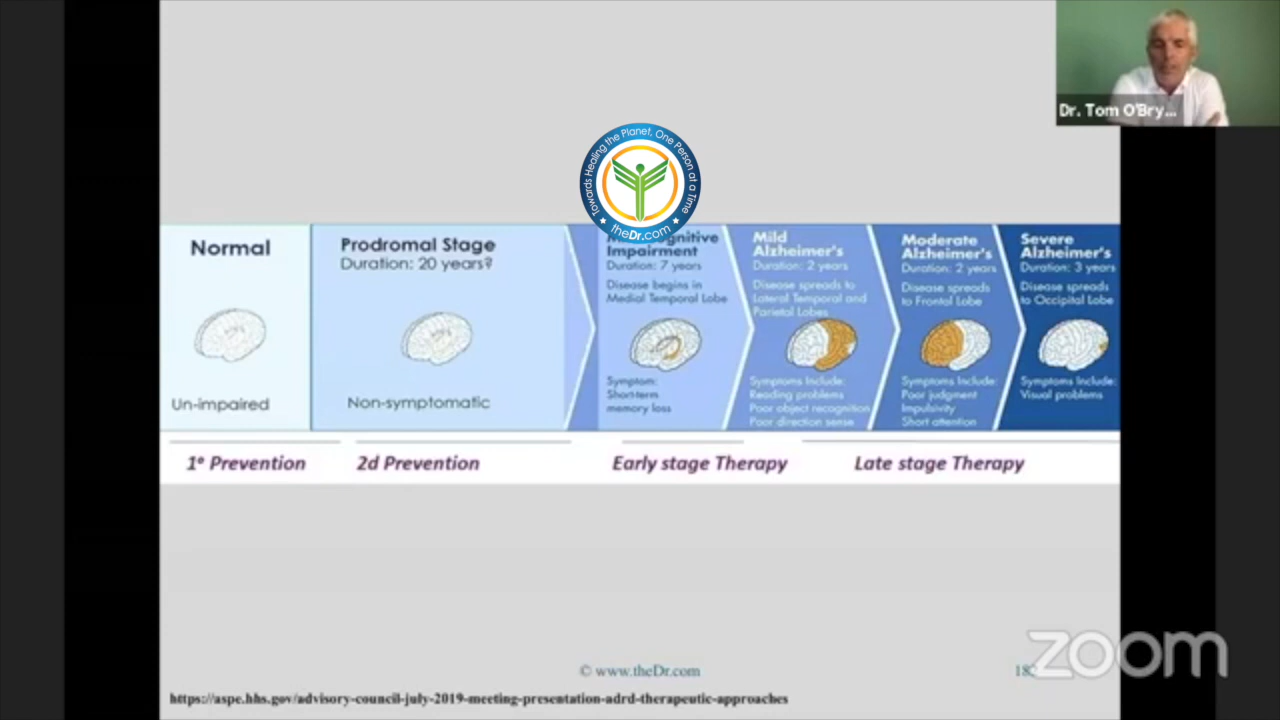 Dr. Tom O'Bry...
Towards Healing the Planet, One Person at a Time
theDr.com
Normal
Un-impaired
Prodromal Stage
Duration: 20 years?
Non-symptomatic
Impairment
Duration: 7 years
Disease begins in
Medial Temporal Lobe
Symptom:
Short-term
memory loss
Mild
Alzheimer's
Duration: 2 years
Disease spreads to
Lateral Temporal and
Parietal Lobes
Symptoms Include:
Reading problems
Poor object recognition
Poor direction sense
Moderate
Alzheimer's
Duration: 2 years
Disease spreads
to Frontal Lobe
Symptoms Include:
Poor judgment
Impulsivity
Short attention
Severe
Alzheimer's
Duration: 3 years
Disease spreads
to Occipital Lobe
Symptoms Include:
Visual problems
1° Prevention
2d Prevention
Early stage Therapy
Late stage Therapy
© www.theDr.com
zoom
https://aspe.hhs.gov/advisory-council-july-2019-meeting-presentation-adrd-therapeutic-approaches